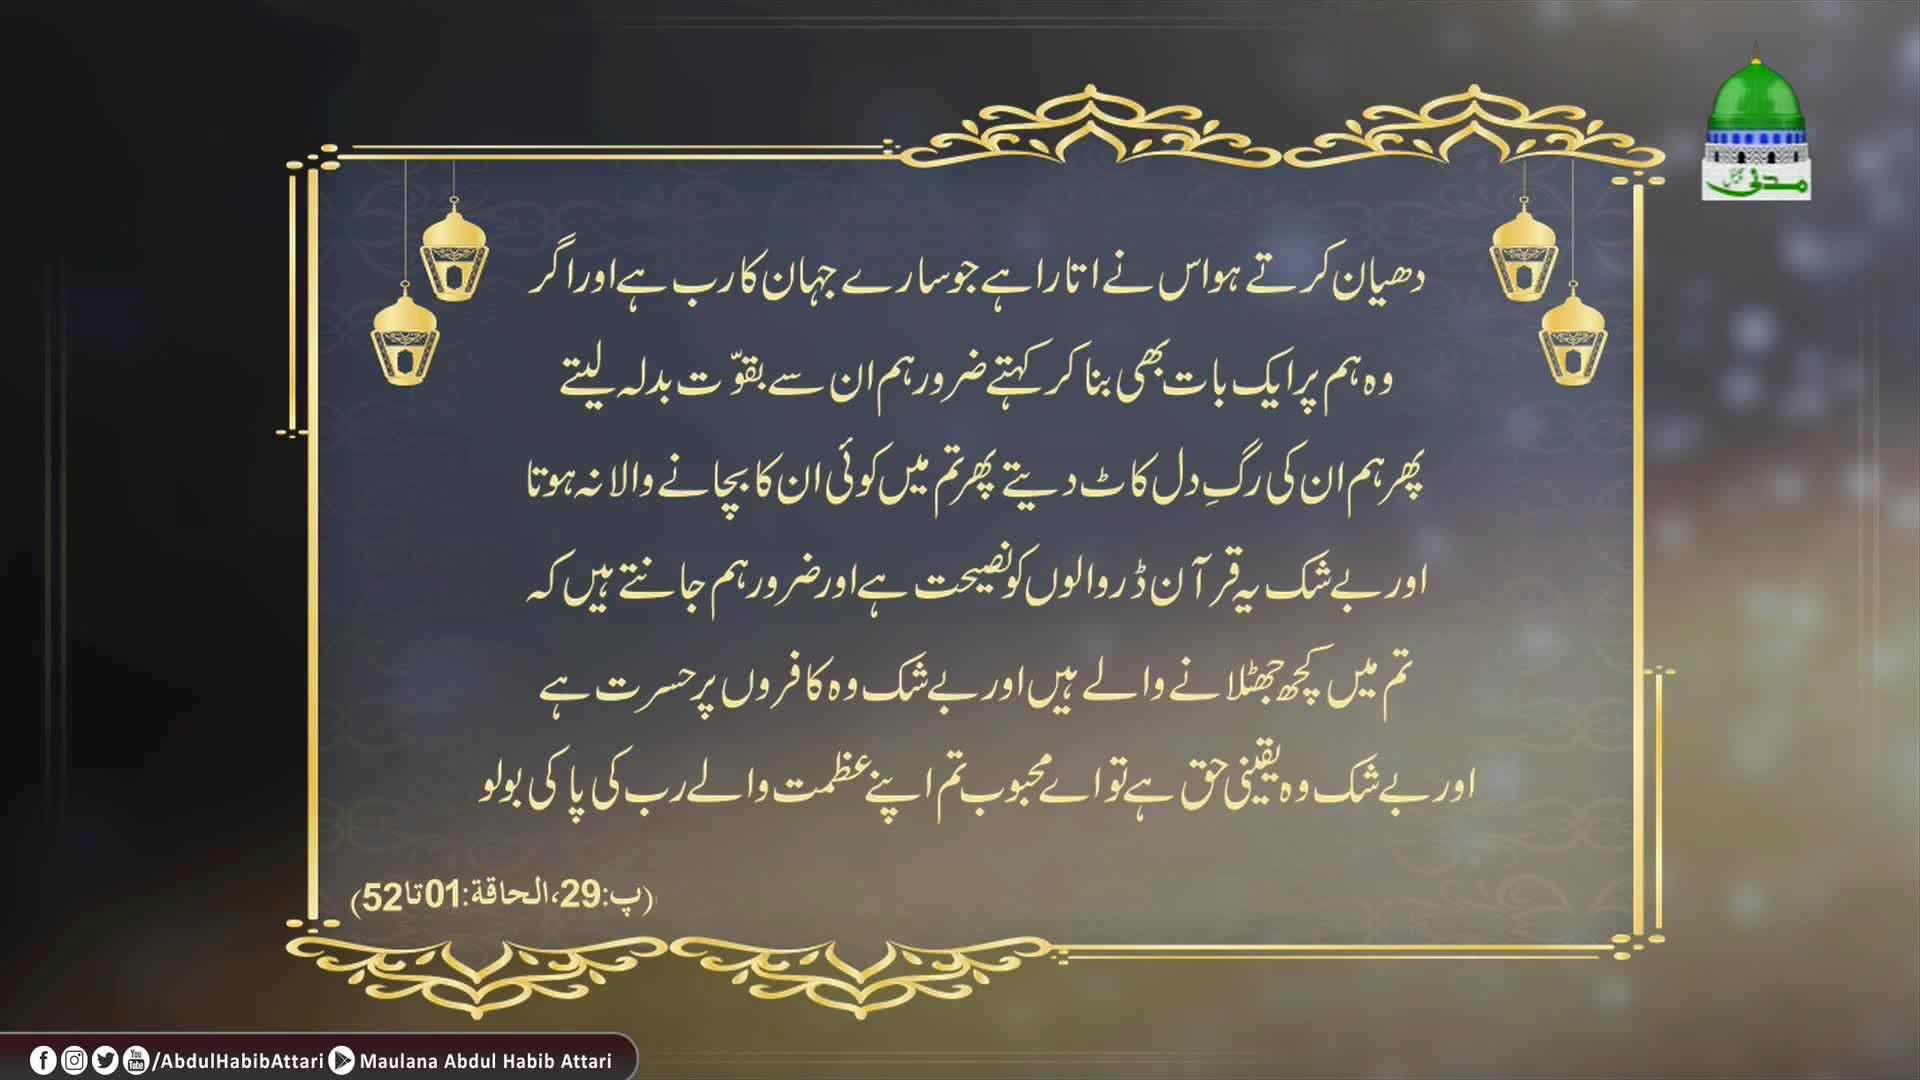 دھیان کرتے ہو اس نے اتارا ہے جو سارے جہان کا رب ہے اور اگر
وہ ہم پر ایک بات بھی بنا کر کہتے ضرور ہم ان سے بقوّت بدلہ لیتے
پھر ہم ان کی رگِ دل کاٹ دیتے پھر تم میں کوئی ان کا بچانے والا نہ ہوتا
اور بے شک یہ قرآن ڈر والوں کو نصیحت ہے اور ضرور ہم جانتے ہیں کہ
تم میں کچھ جھٹلانے والے ہیں اور بے شک وہ کافروں پر حسرت ہے
اور بے شک وہ یقینی حق ہے تو اے محبوب تم اپنے عظمت والے رب کی پاکی بولو
(پ:29، الحاقة:01 تا 52)
مدنی چینل
/AbdulHabibAttari Maulana Abdul Habib Attari